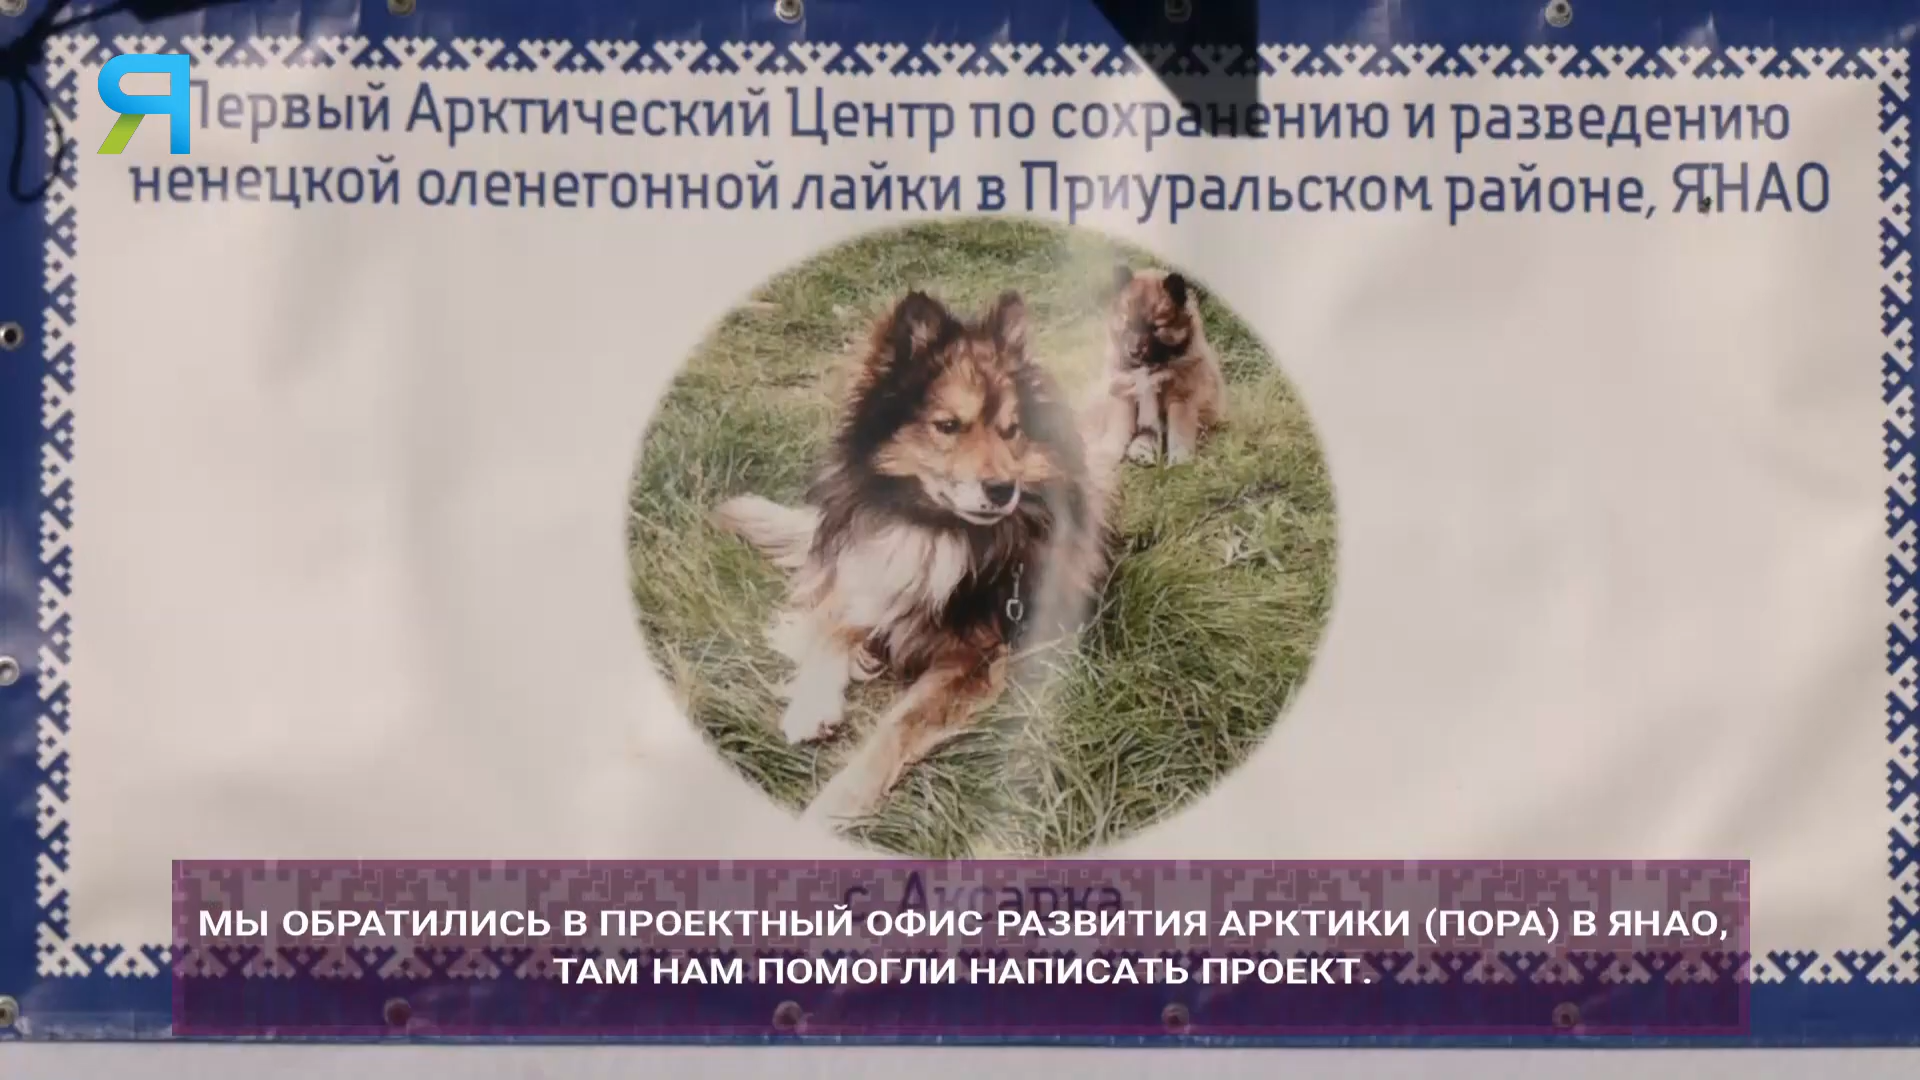 Я
Первый Арктический Центр по сохранению и разведению
ненецкой оленегонной лайки в Приуральском районе, ЯНАО
с. Аксарка
МЫ ОБРАТИЛИСЬ В ПРОЕКТНЫЙ ОФИС РАЗВИТИЯ АРКТИКИ (ПОРА) В ЯНАО,
ТАМ НАМ ПОМОГЛИ НАПИСАТЬ ПРОЕКТ.